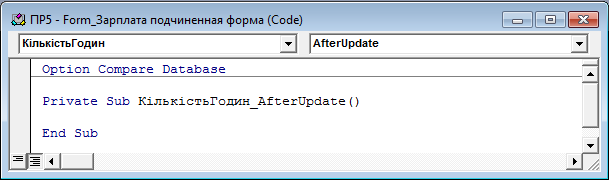 ПР5 - Form_Зарплата подчиненная форма (Code)
КількістьГодин AfterUpdate
Option Compare Database
Private Sub КількістьГодин_AfterUpdate()
End Sub